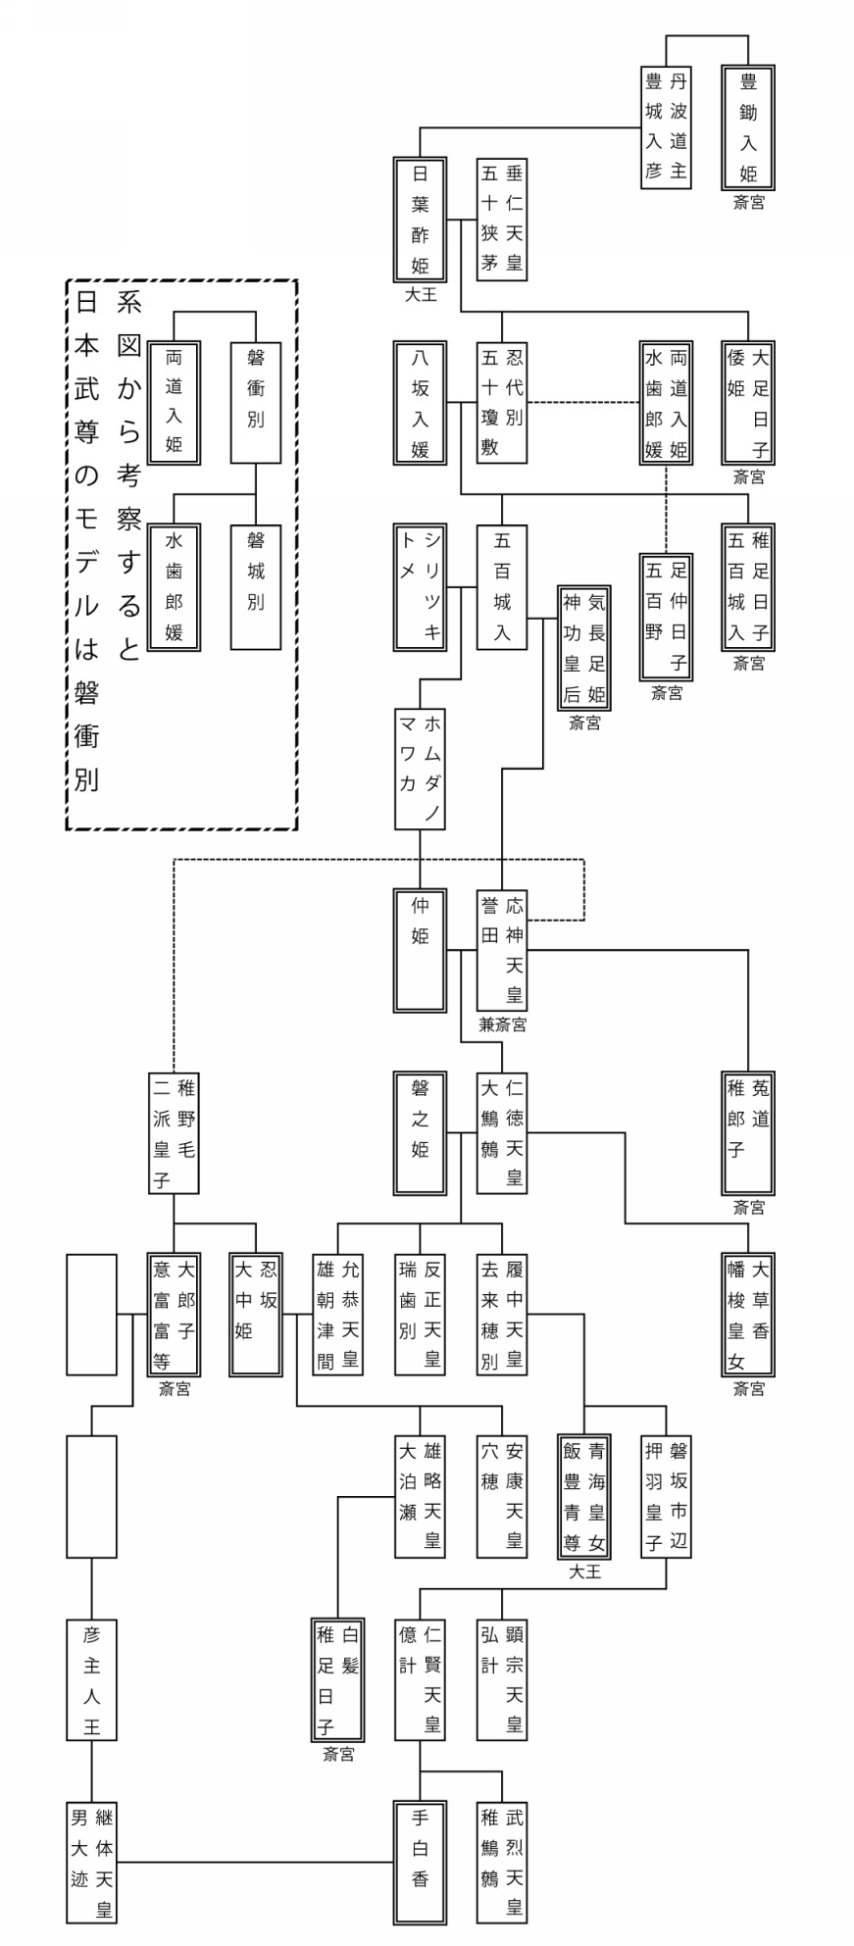 豊鋤入姫
斎宮
丹波道主
豊城入彦
垂仁天皇
五十狭茅
日葉酢姫
大王
大足日子
倭姫
斎宮
両道入姫
水歯郎媛
忍代別
五十瓊敷
八坂入媛
稚足日子
五百城入
斎宮
足仲日子
五百野
斎宮
気長足姫
神功皇后
斎宮
五百城入
シリツキ
トメ
ホムダノ
マワカ
系図から考察すると
日本武尊のモデルは磐衝別
磐衝別
両道入姫
磐城別
水歯郎媛
応神天皇
誉田
兼斎宮
仲姫
菟道
稚郎子
斎宮
仁徳天皇
大鷦鷯
磐之姫
稚野毛
二派皇子
大草香
幡梭皇女
斎宮
履中天皇
去来穂別
反正天皇
瑞歯別
允恭天皇
雄朝津間
忍坂
大中姫
大郎子
意富富等
斎宮
磐坂市辺
押羽皇子
青海皇女
飯豊青尊
大王
安康天皇
穴穂
雄略天皇
大泊瀬
顕宗天皇
弘計
仁賢天皇
億計
白髪
稚足日子
斎宮
彦主人王
武烈天皇
稚鷦鷯
手白香
継体天皇
男大迹